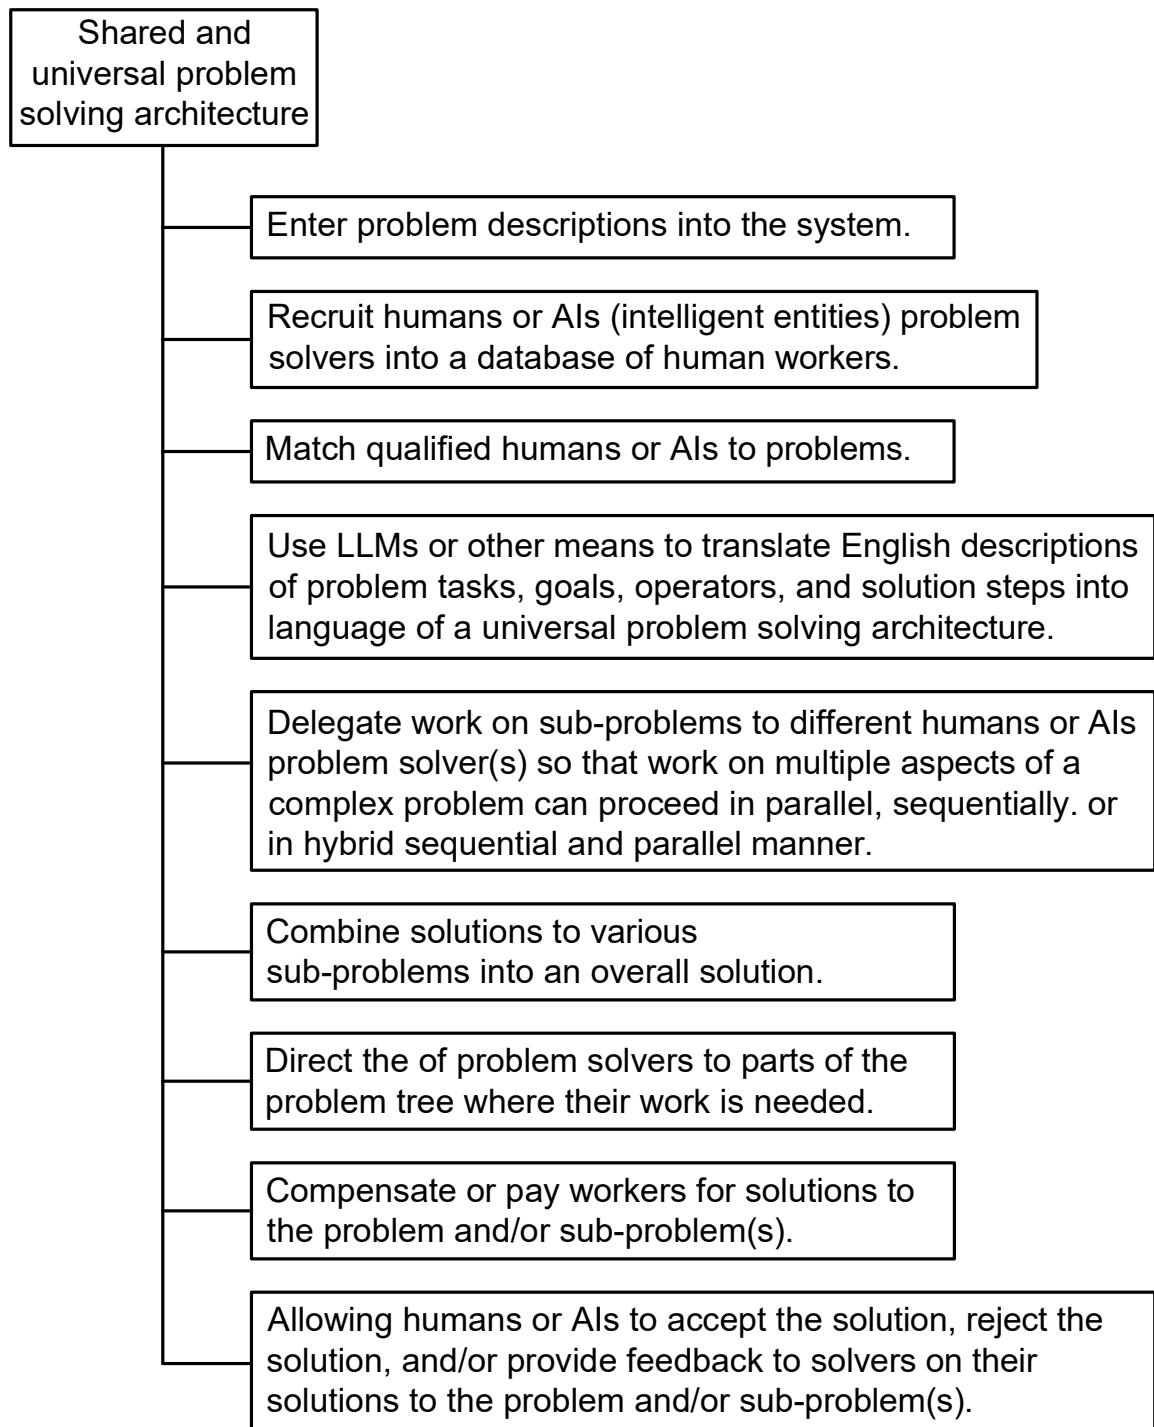 Shared and
universal problem
solving architecture
Enter problem descriptions into the system.
Recruit humans or AIs (intelligent entities) problem
solvers into a database of human workers.
Match qualified humans or AIs to problems.
Use LLMs or other means to translate English descriptions
of problem tasks, goals, operators, and solution steps into
language of a universal problem solving architecture.
Delegate work on sub-problems to different humans or AIs
problem solver(s) so that work on multiple aspects of a
complex problem can proceed in parallel, sequentially. or
in hybrid sequential and parallel manner.
Combine solutions to various
sub-problems into an overall solution.
Direct the of problem solvers to parts of the
problem tree where their work is needed.
Compensate or pay workers for solutions to
the problem and/or sub-problem(s).
Allowing humans or AIs to accept the solution, reject the
solution, and/or provide feedback to solvers on their
solutions to the problem and/or sub-problem(s).